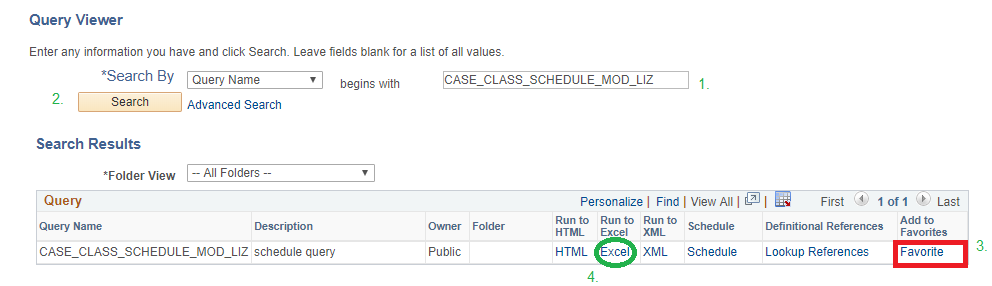 Query Viewer
Enter any information you have and click Search. Leave fields blank for a list of all values.
*Search By Query Name begins with CASE_CLASS_SCHEDULE_MOD_LIZ 1.
2. Search Advanced Search
Search Results
*Folder View -- All Folders --
Query Personalize | Find | View All | | First 1 of 1 Last
Query Name Description Owner Folder Run to HTML Run to Excel Run to XML Schedule Definitional References Add to Favorites
CASE_CLASS_SCHEDULE_MOD_LIZ schedule query Public HTML Excel XML Schedule Lookup References Favorite 3.
4.